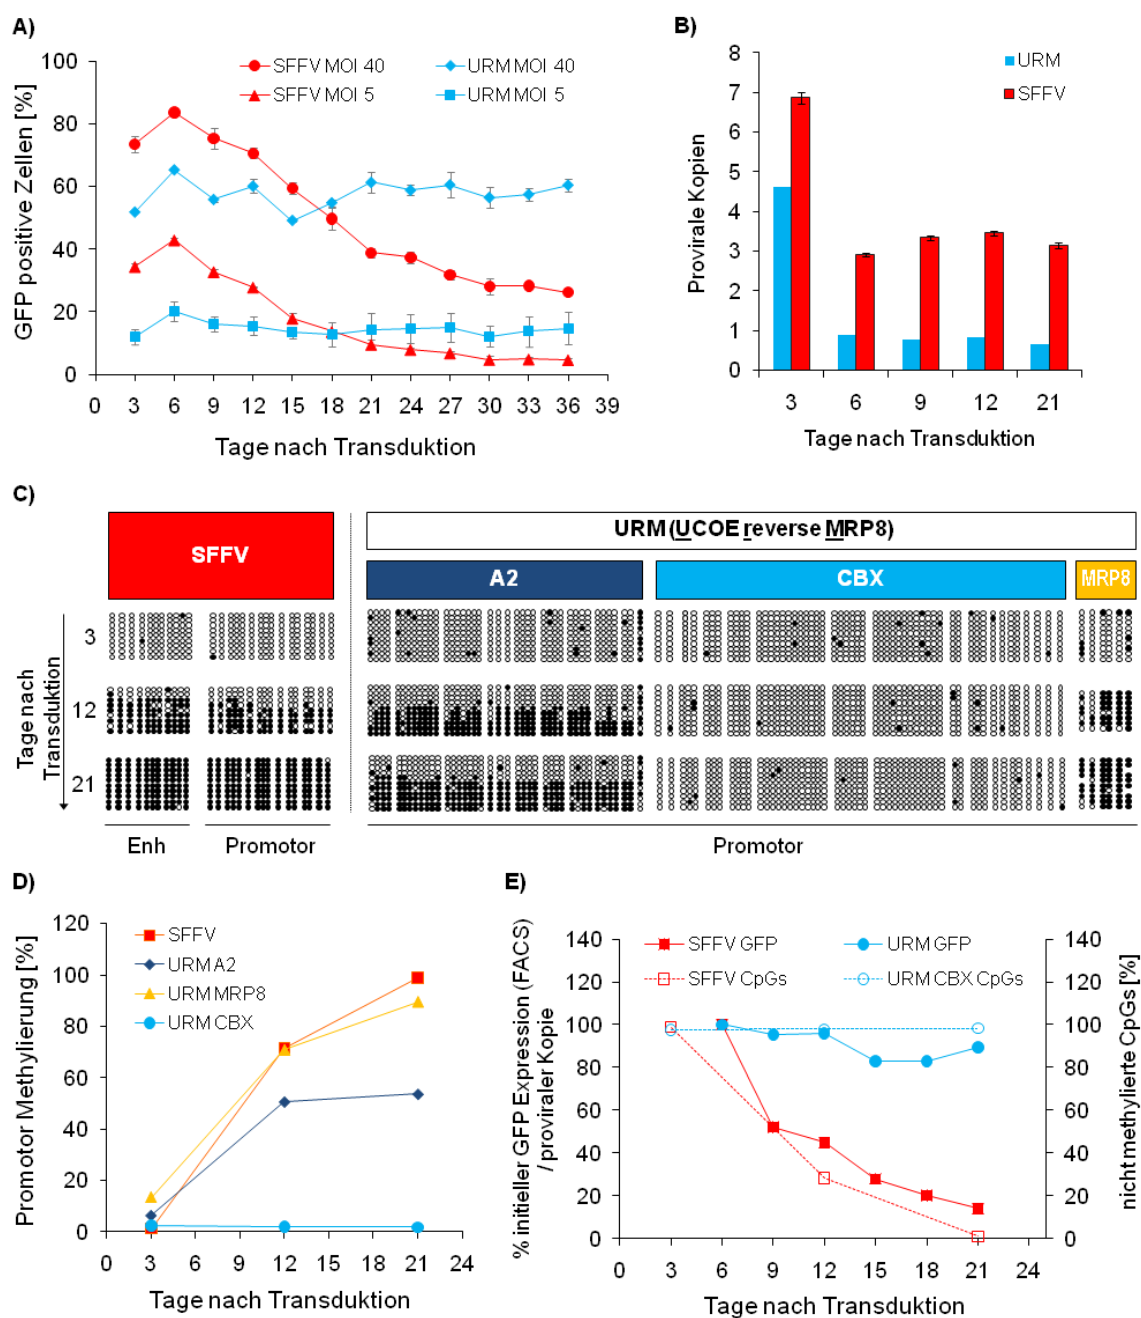 A)
100
80
60
40
20
0
GFP positive Zellen [%]
SFFV MOI 40
URM MOI 40
SFFV MOI 5
URM MOI 5
0 3 6 9 12 15 18 21 24 27 30 33 36 39
Tage nach Transduktion
B)
8
7
6
5
4
3
2
1
0
Provirale Kopien
URM
SFFV
3 6 9 12 21
Tage nach Transduktion
C)
SFFV
URM (UCOE reverse MRP8)
A2
CBX
MRP8
Tage nach
Transduktion
3
12
21
Enh
Promotor
Promotor
D)
120
100
80
60
40
20
0
Promotor Methylierung [%]
SFFV
URM A2
URM MRP8
URM CBX
0 3 6 9 12 15 18 21 24
Tage nach Transduktion
E)
% initieller GFP Expression (FACS)
/ proviraler Kopie
140
120
100
80
60
40
20
0
SFFV GFP
URM GFP
SFFV CpGs
URM CBX CpGs
140
120
100
80
60
40
20
0
nicht methylierte CpGs [%]
0 3 6 9 12 15 18 21 24
Tage nach Transduktion